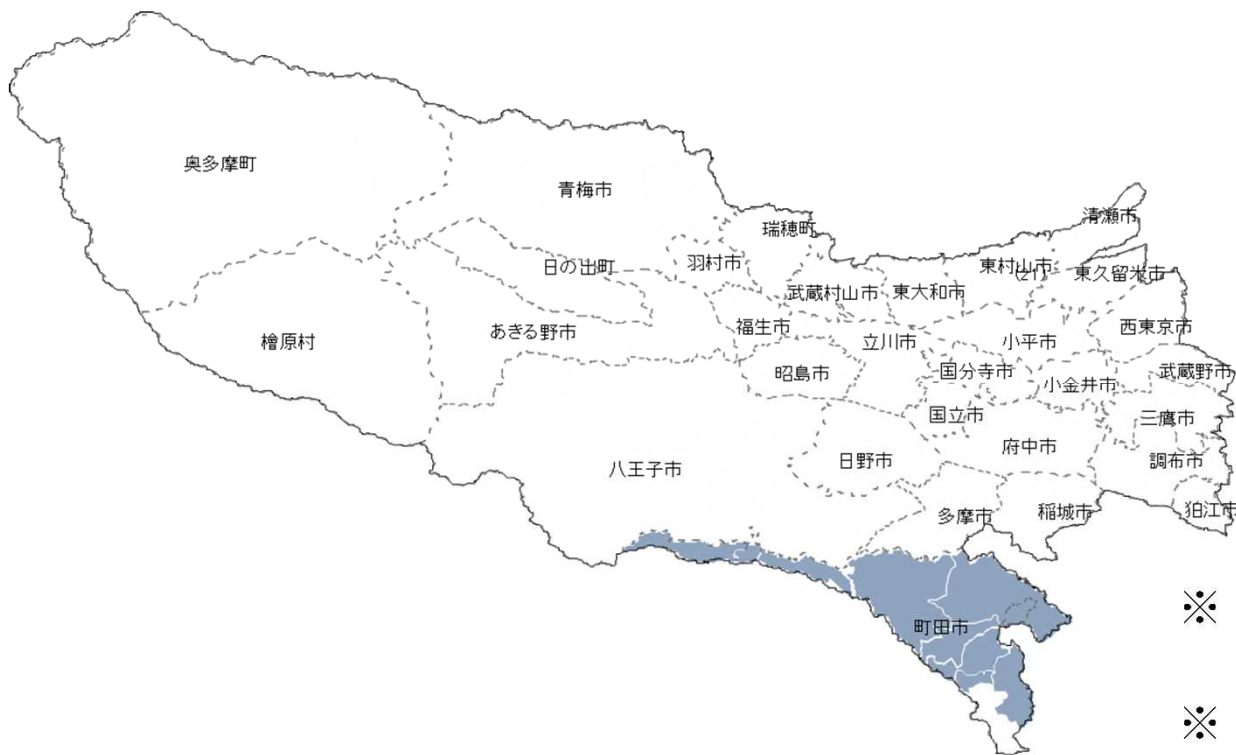 奥多摩町
青梅市
清瀬市
瑞穂町
日の出町
羽村市
東村山市
(21)
東久留米市
武蔵村山市
東大和市
檜原村
あきる野市
福生市
立川市
小平市
西東京市
昭島市
国分寺市
小金井市
武蔵野市
国立市
三鷹市
八王子市
日野市
府中市
調布市
多摩市
稲城市
狛江市
※
町田市
※